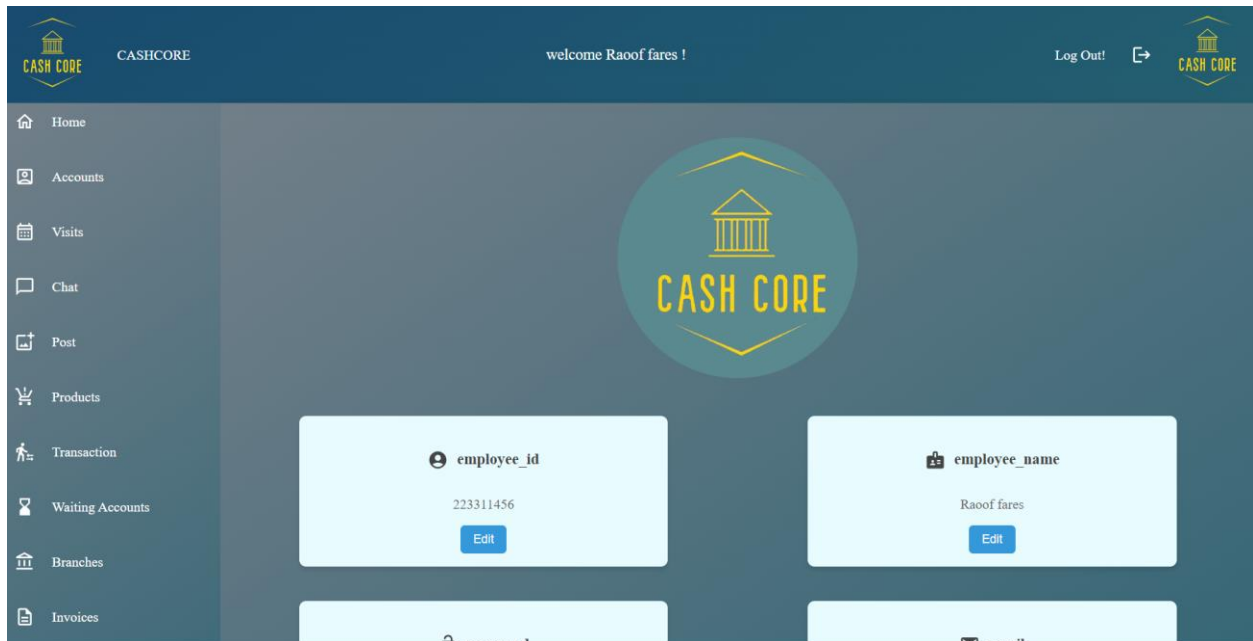 CASH CORE
CASHCORE
welcome Raoof fares !
Log Out!
CASH CORE
Home
Accounts
Visits
Chat
Post
Products
Transaction
Waiting Accounts
Branches
Invoices
CASH CORE
employee_id
223311456
Edit
employee_name
Raoof fares
Edit